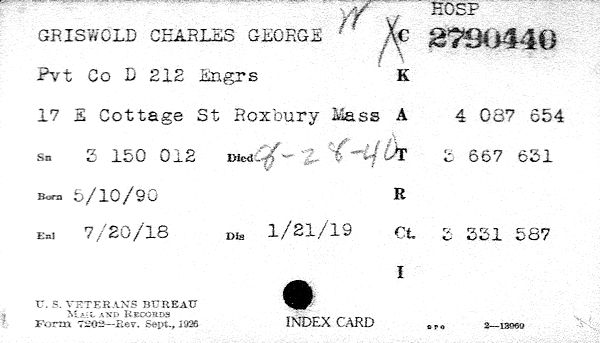 HOSP
GRISWOLD CHARLES GEORGE W C 2790440
Pvt Co D 212 Engrs K
17 E Cottage St Roxbury Mass A 4 087 654
Sn 3 150 012 Died 8-28-40 T 3 667 631
Born 5/10/90 R
Enl 7/20/18 Dis 1/21/19 Ct. 3 331 587
I
U. S. VETERANS BUREAU
MAIL AND RECORDS
Form 7202—Rev. Sept., 1926 INDEX CARD GPO 2—12969